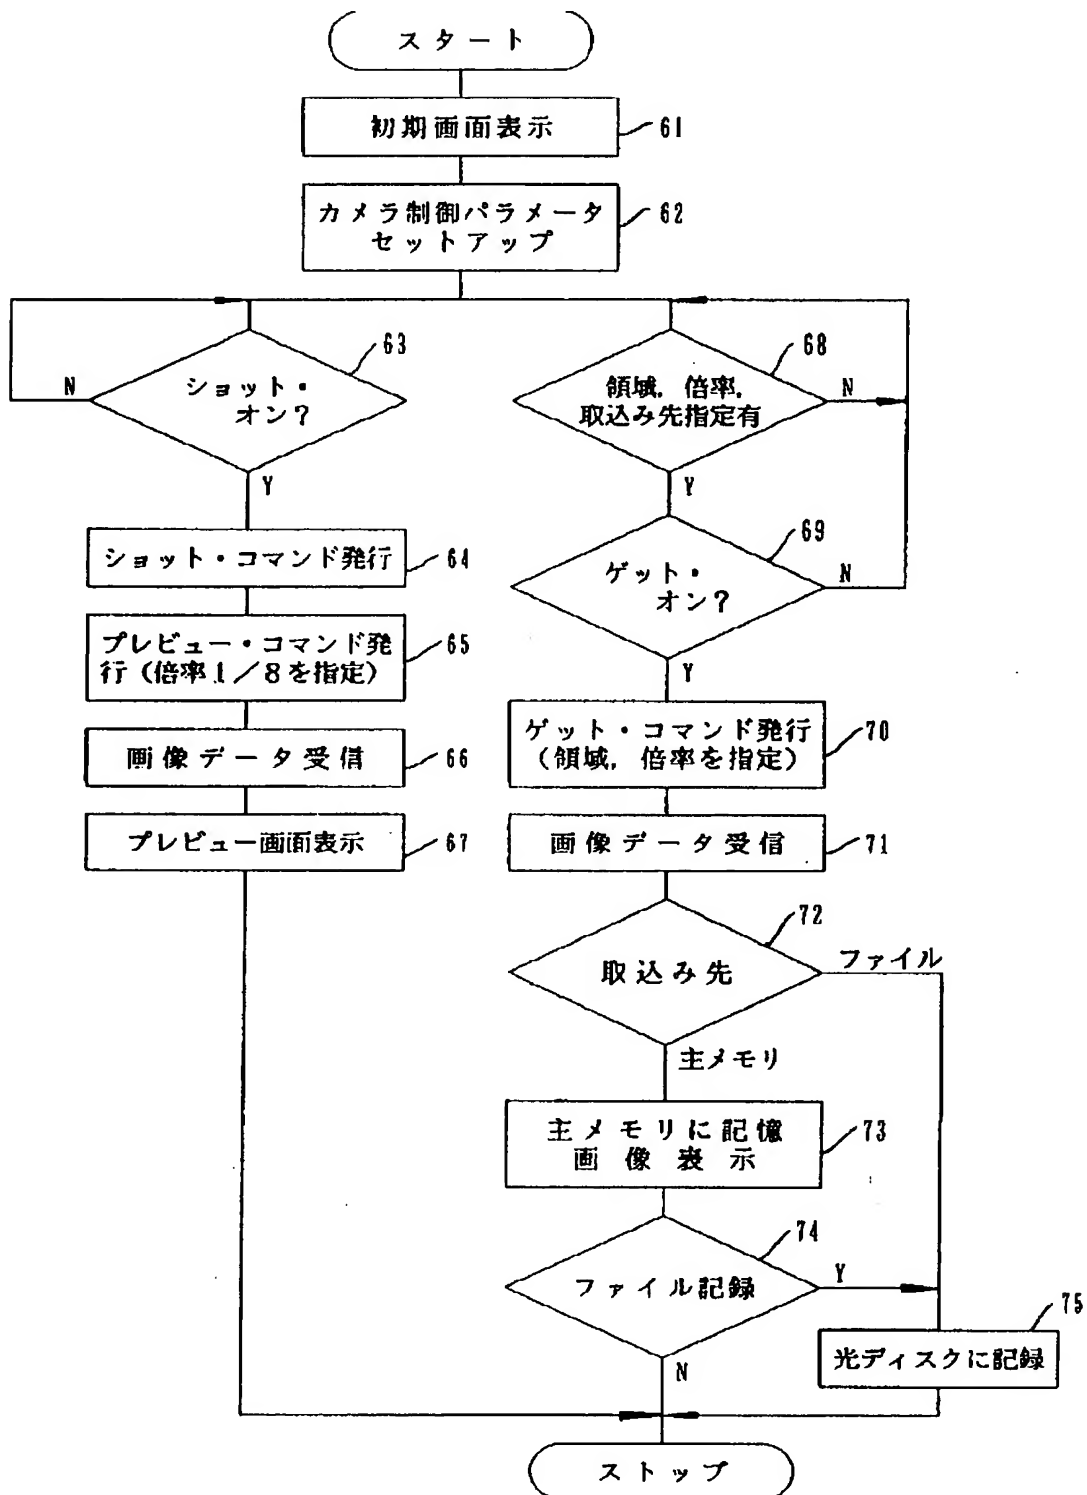 スタート
初期画面表示
61
カメラ制御パラメータ
セットアップ
62
ショット・
オン?
63
N
Y
ショット・コマンド発行
64
プレビュー・コマンド発
行(倍率1/8を指定)
65
画像データ受信
66
プレビュー画面表示
67
領域,倍率,
取込み先指定有
68
N
Y
ゲット・
オン?
69
N
Y
ゲット・コマンド発行
(領域,倍率を指定)
70
画像データ受信
71
取込み先
72
ファイル
主メモリ
主メモリに記憶
画像表示
73
ファイル記録
74
Y
N
光ディスクに記録
75
ストップ